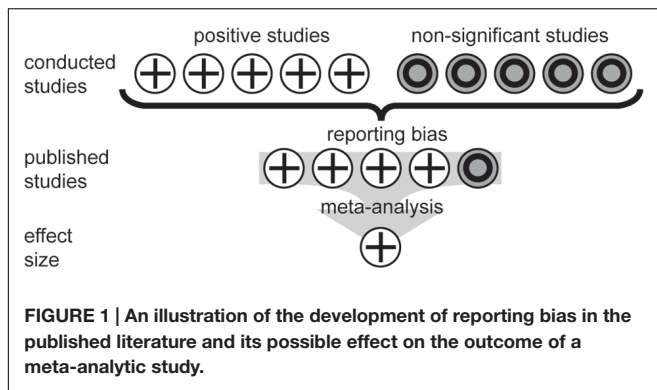 positive studies non-significant studies
conducted
studies
reporting bias
published
studies
meta-analysis
effect
size
FIGURE 1 | An illustration of the development of reporting bias in the
published literature and its possible effect on the outcome of a
meta-analytic study.